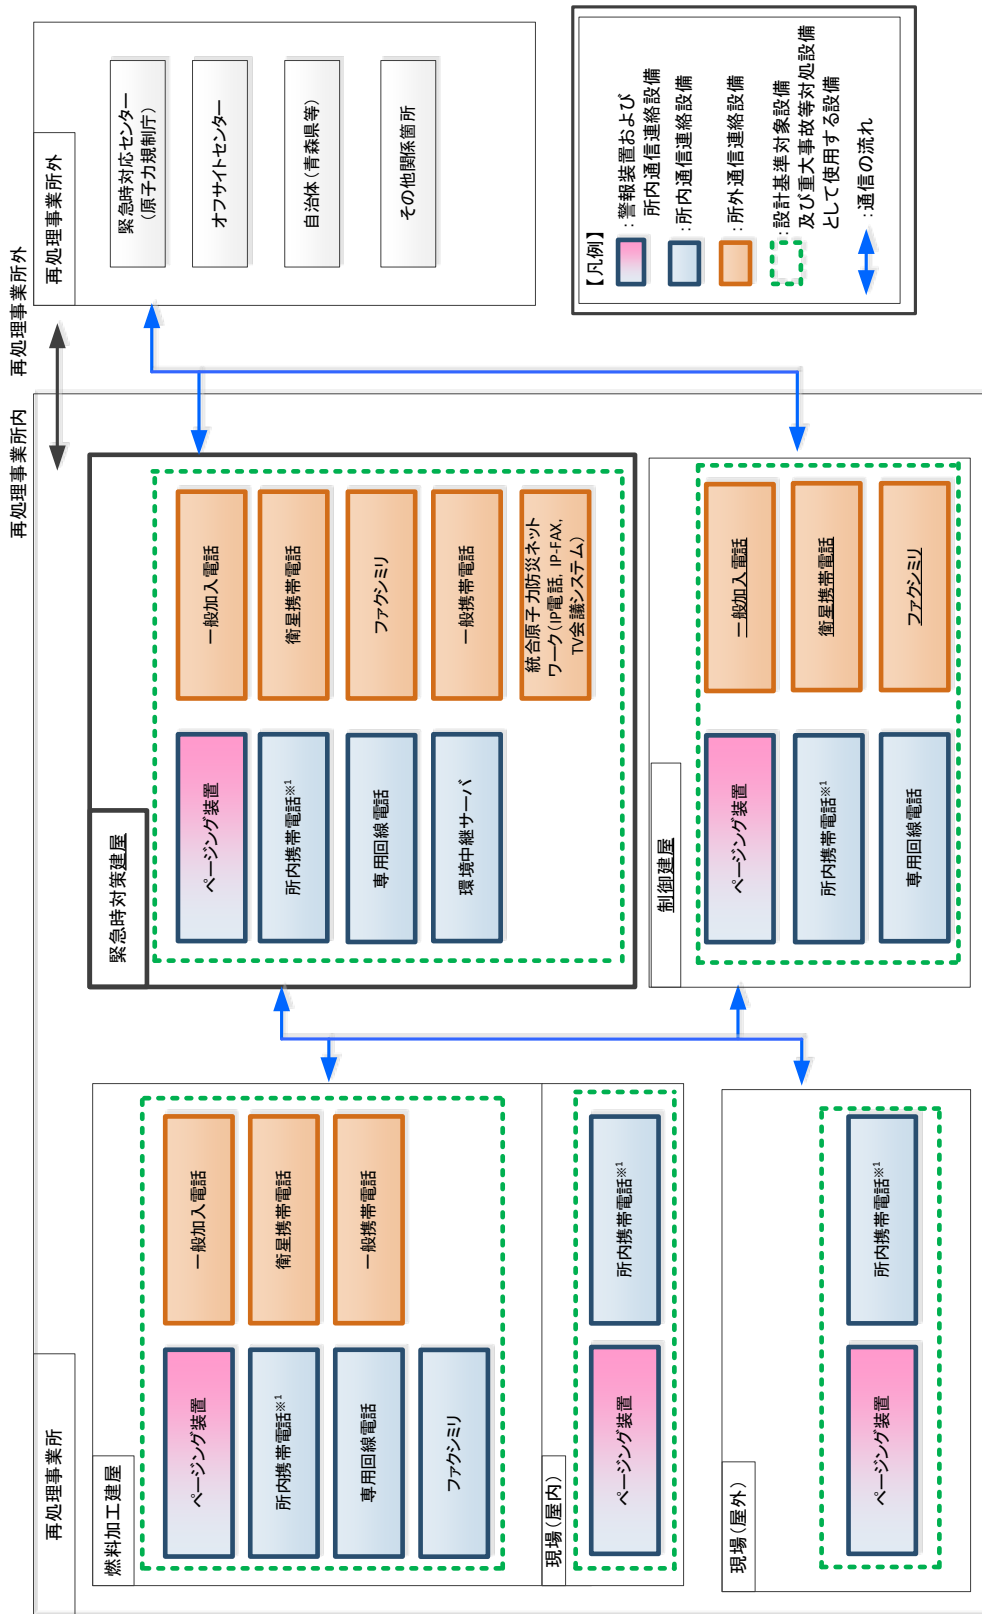 再処理事業所内
再処理事業所外
再処理事業所
燃料加工建屋
ページング装置
所内携帯電話※1
専用回線電話
ファクシミリ
一般加入電話
衛星携帯電話
一般携帯電話
現場(屋内)
ページング装置
所内携帯電話※1
現場(屋外)
ページング装置
所内携帯電話※1
緊急時対策建屋
ページング装置
所内携帯電話※1
専用回線電話
環境中継サーバ
一般加入電話
衛星携帯電話
ファクシミリ
一般携帯電話
統合原子力防災ネット
ワーク(IP電話, IP-FAX,
TV会議システム)
制御建屋
ページング装置
所内携帯電話※1
専用回線電話
一般加入電話
衛星携帯電話
ファクシミリ
再処理事業所外
緊急時対応センター
(原子力規制庁)
オフサイトセンター
自治体(青森県等)
その他関係箇所
【凡例】
:警報装置および
所内通信連絡設備
:所内通信連絡設備
:所外通信連絡設備
:設計基準対象設備
及び重大事故等対処設備
として使用する設備
:通信の流れ